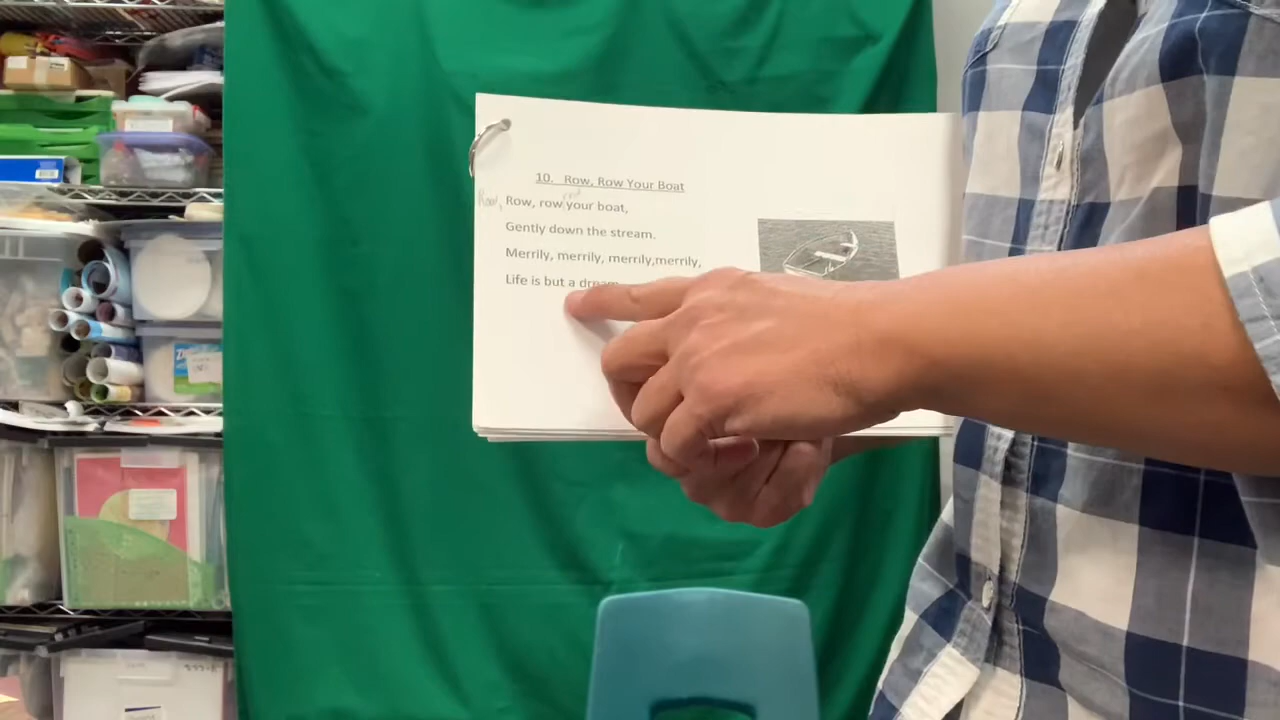 10. Row, Row Your Boat
Row, Row, row your boat,
Gently down the stream.
Merrily, merrily, merrily,merrily,
Life is but a dream